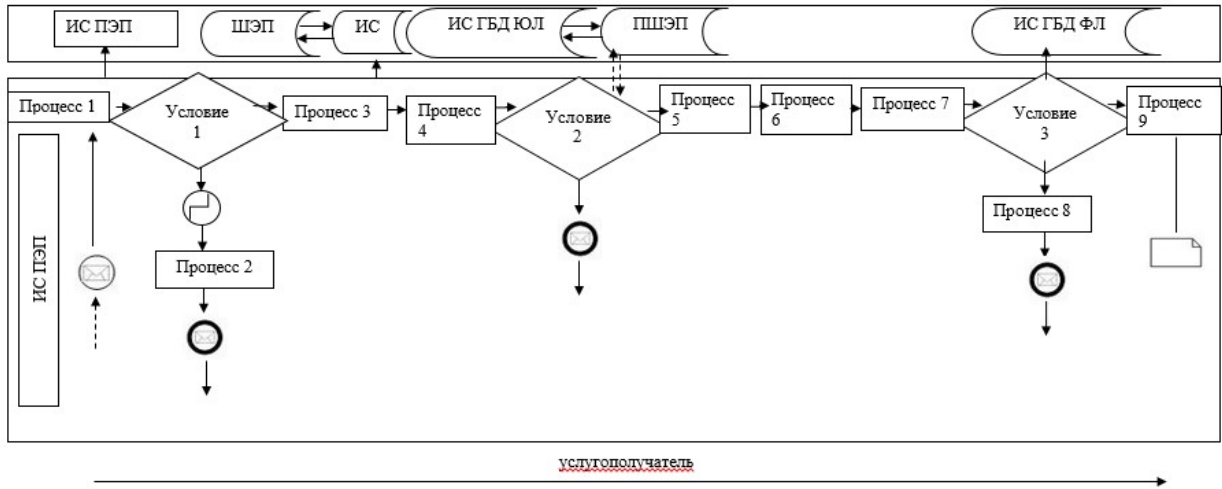 ИС ПЭП
ШЭП
ИС
ИС ГБД ЮЛ
ПШЭП
ИС ГБД ФЛ
Процесс 1
Условие
1
Процесс 3
Процесс
4
Условие
2
Процесс
5
Процесс
6
Процесс 7
Условие
3
Процесс
9
Процесс 2
Процесс 8
ИС ПЭП
услугополучатель